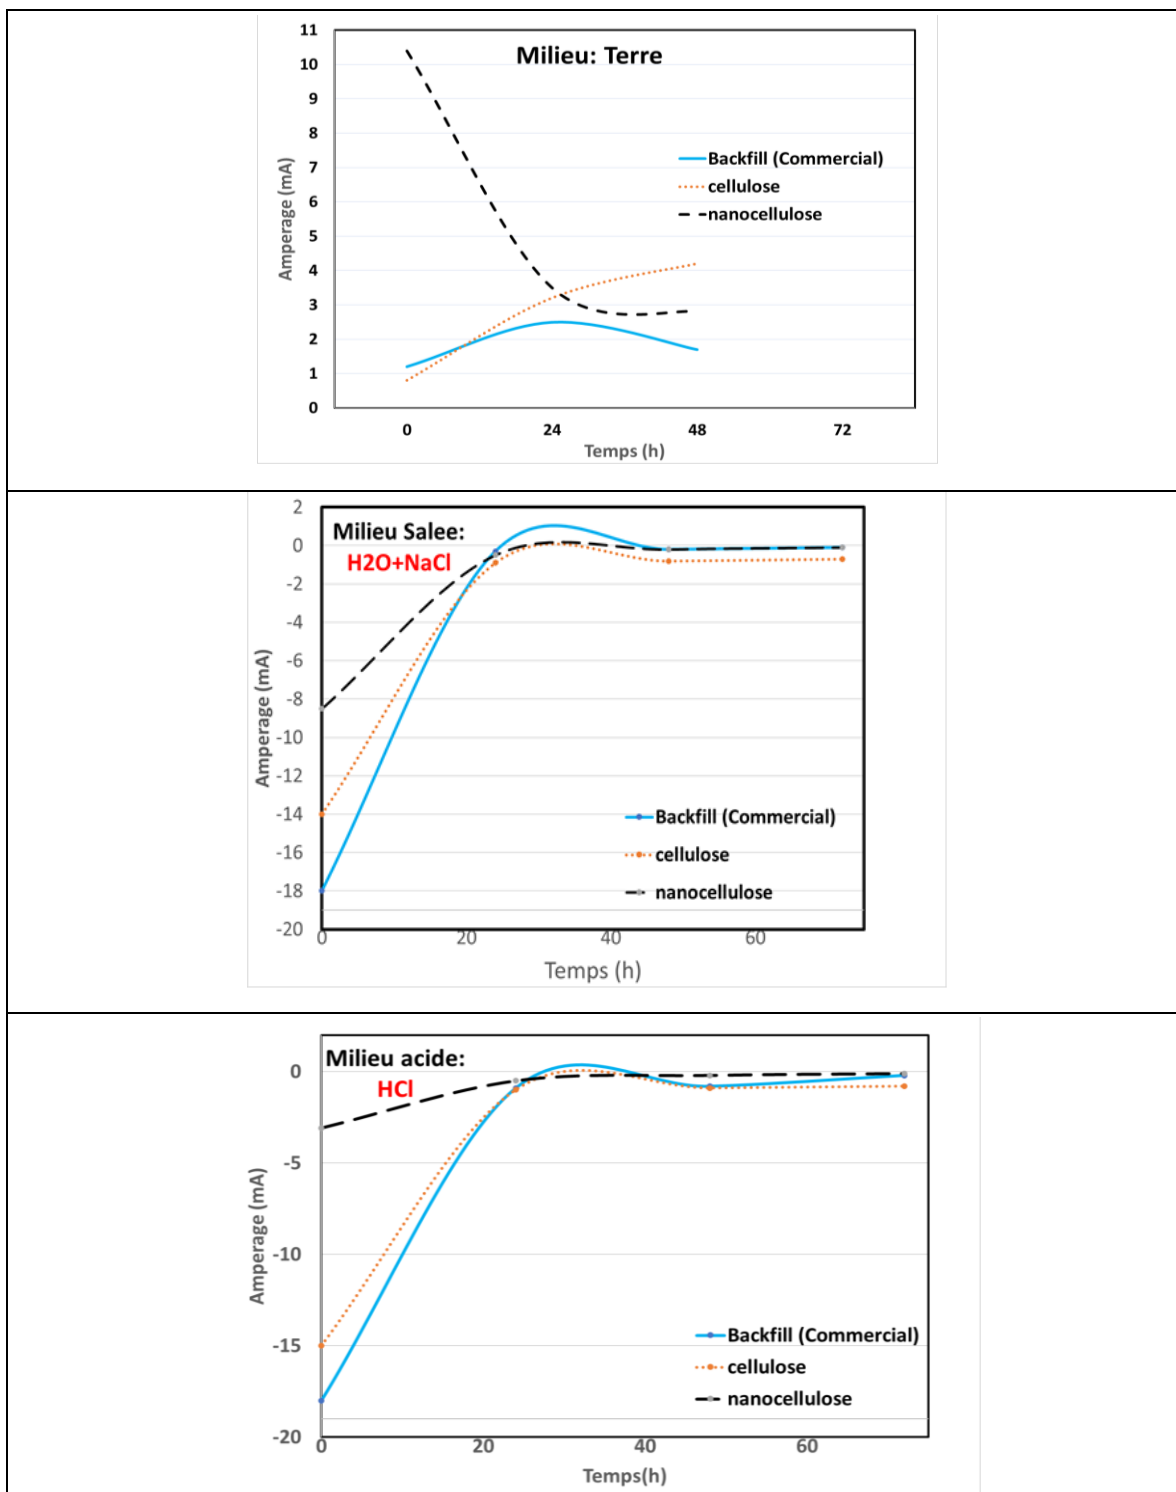 11
Milieu: Terre
10
9
8
7
6
5
4
3
2
1
0
Amperage (mA)
Backfill (Commercial)
cellulose
nanocellulose
0 24 48 72
Temps (h)
2
0
-2
-4
-6
-8
-10
-12
-14
-16
-18
-20
Milieu Salee:
H2O+NaCl
Amperage (mA)
Backfill (Commercial)
cellulose
nanocellulose
0 20 40 60
Temps (h)
0
-5
-10
-15
-20
Milieu acide:
HCl
Amperage (mA)
Backfill (Commercial)
cellulose
nanocellulose
0 20 40 60
Temps(h)